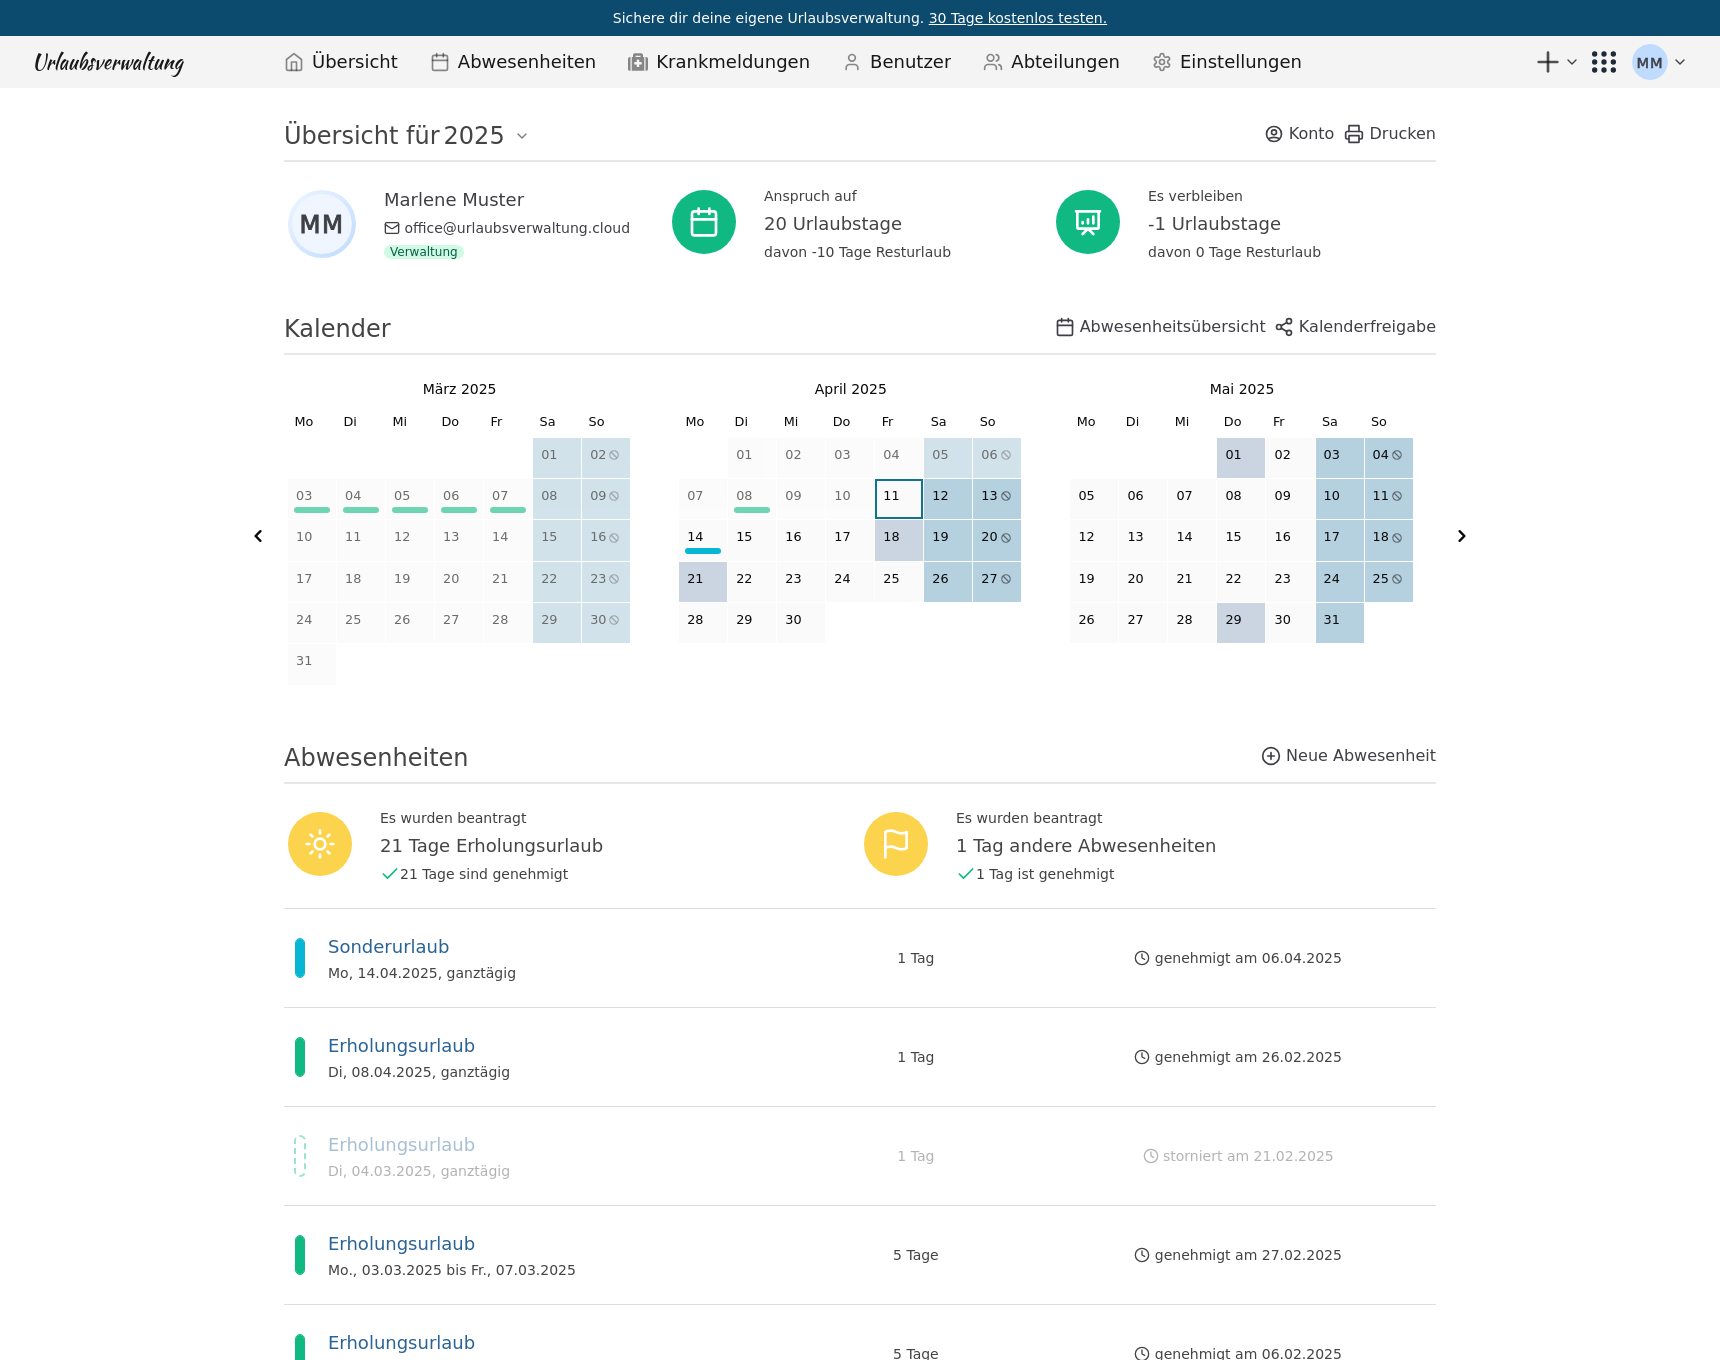 Sichere dir deine eigene Urlaubsverwaltung. 30 Tage kostenlos testen.
Urlaubsverwaltung Übersicht Abwesenheiten Krankmeldungen Benutzer Abteilungen Einstellungen MM
Übersicht für 2025 Konto Drucken
MM
Marlene Muster
office@urlaubsverwaltung.cloud
Verwaltung
Anspruch auf
20 Urlaubstage
davon -10 Tage Resturlaub
Es verbleiben
-1 Urlaubstage
davon 0 Tage Resturlaub
Kalender Abwesenheitsübersicht Kalenderfreigabe
März 2025
Mo Di Mi Do Fr Sa So
01 02
03 04 05 06 07 08 09
10 11 12 13 14 15 16
17 18 19 20 21 22 23
24 25 26 27 28 29 30
31
April 2025
Mo Di Mi Do Fr Sa So
01 02 03 04 05 06
07 08 09 10 11 12 13
14 15 16 17 18 19 20
21 22 23 24 25 26 27
28 29 30
Mai 2025
Mo Di Mi Do Fr Sa So
01 02 03 04
05 06 07 08 09 10 11
12 13 14 15 16 17 18
19 20 21 22 23 24 25
26 27 28 29 30 31
Abwesenheiten Neue Abwesenheit
Es wurden beantragt
21 Tage Erholungsurlaub
21 Tage sind genehmigt
Es wurden beantragt
1 Tag andere Abwesenheiten
1 Tag ist genehmigt
Sonderurlaub
Mo, 14.04.2025, ganztägig
1 Tag
genehmigt am 06.04.2025
Erholungsurlaub
Di, 08.04.2025, ganztägig
1 Tag
genehmigt am 26.02.2025
Erholungsurlaub
Di, 04.03.2025, ganztägig
1 Tag
storniert am 21.02.2025
Erholungsurlaub
Mo., 03.03.2025 bis Fr., 07.03.2025
5 Tage
genehmigt am 27.02.2025
Erholungsurlaub
5 Tage
genehmigt am 06.02.2025